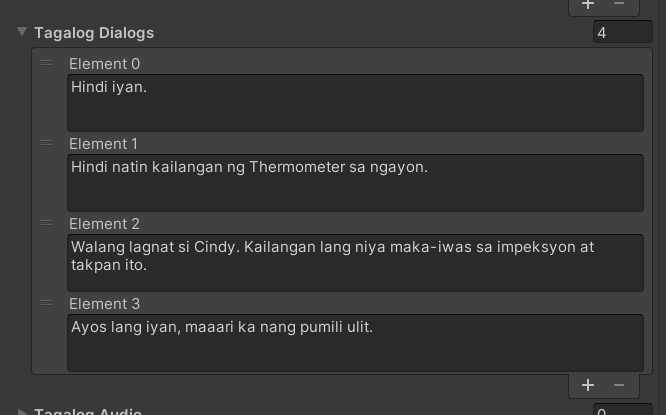 Tagalog Dialogs
4
Element 0
Hindi iyan.
Element 1
Hindi natin kailangan ng Thermometer sa ngayon.
Element 2
Walang lagnat si Cindy. Kailangan lang niya maka-iwas sa impeksyon at
takpan ito.
Element 3
Ayos lang iyan, maaari ka nang pumili ulit.
Tagalog Audio
0